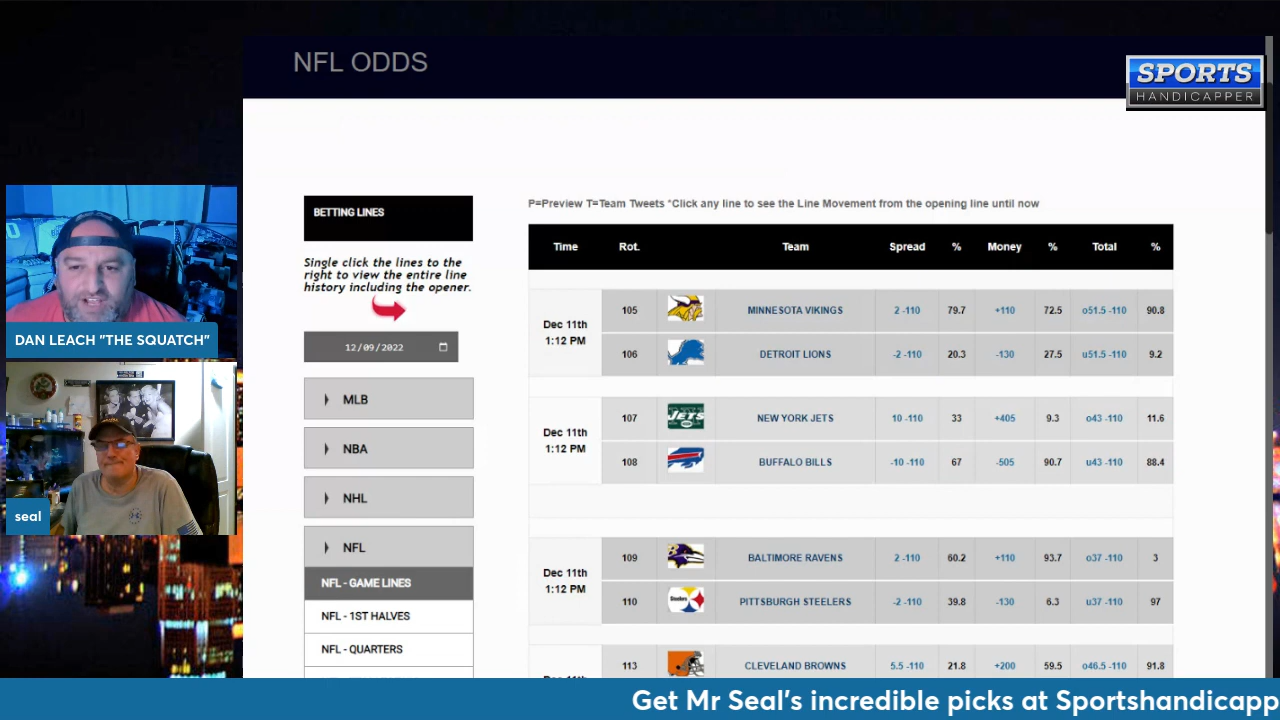 NFL ODDS
SPORTS
HANDICAPPER
BETTING LINES
Single click the lines to the
right to view the entire line
history including the opener.
12/09/2022
MLB
NBA
NHL
NFL
NFL - GAME LINES
NFL - 1ST HALVES
NFL - QUARTERS
P=Preview T=Team Tweets *Click any line to see the Line Movement from the opening line until now
Time Rot. Team Spread % Money % Total %
Dec 11th
1:12 PM
105 MINNESOTA VIKINGS 2 -110 79.7 +110 72.5 o51.5 -110 90.8
106 DETROIT LIONS -2 -110 20.3 -130 27.5 u51.5 -110 9.2
Dec 11th
1:12 PM
107 JETS NEW YORK JETS 10 -110 33 +405 9.3 o43 -110 11.6
108 BUFFALO BILLS -10 -110 67 -505 90.7 u43 -110 88.4
Dec 11th
1:12 PM
109 BALTIMORE RAVENS 2 -110 60.2 +110 93.7 o37 -110 3
110 Steelers PITTSBURGH STEELERS -2 -110 39.8 -130 6.3 u37 -110 97
113 CLEVELAND BROWNS 5.5 -110 21.8 +200 59.5 o46.5 -110 91.8
DAN LEACH "THE SQUATCH"
seal
Get Mr Seal's incredible picks at Sportshandicapp